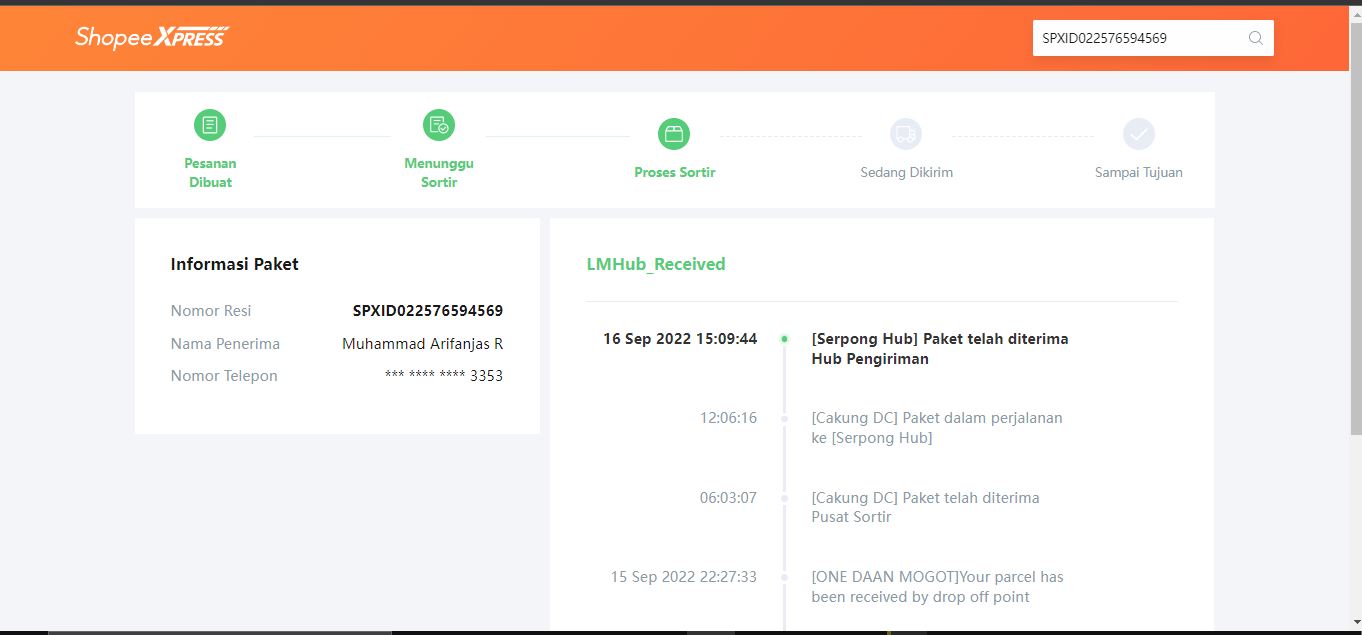 Shopee XPRESS
SPXID022576594569
Pesanan
Dibuat
Menunggu
Sortir
Proses Sortir
Sedang Dikirim
Sampai Tujuan
Informasi Paket
Nomor Resi SPXID022576594569
Nama Penerima Muhammad Arifanjas R
Nomor Telepon *** **** **** 3353
LMHub_Received
16 Sep 2022 15:09:44 [Serpong Hub] Paket telah diterima
Hub Pengiriman
12:06:16 [Cakung DC] Paket dalam perjalanan
ke [Serpong Hub]
06:03:07 [Cakung DC] Paket telah diterima
Pusat Sortir
15 Sep 2022 22:27:33 [ONE DAAN MOGOT]Your parcel has
been received by drop off point